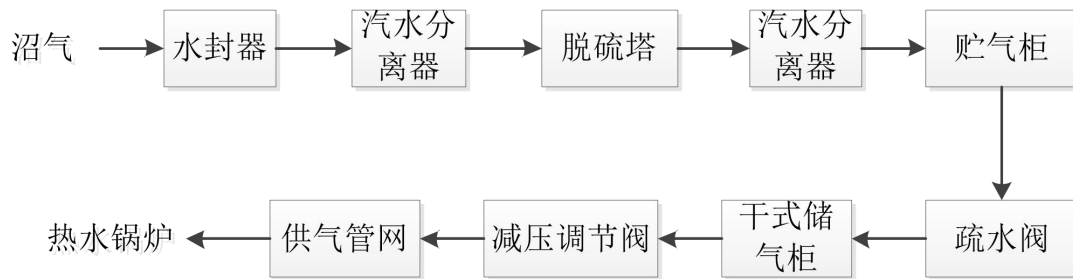 沼气
水封器
汽水分
离器
脱硫塔
汽水分
离器
贮气柜
热水锅炉
供气管网
减压调节阀
干式储
气柜
疏水阀